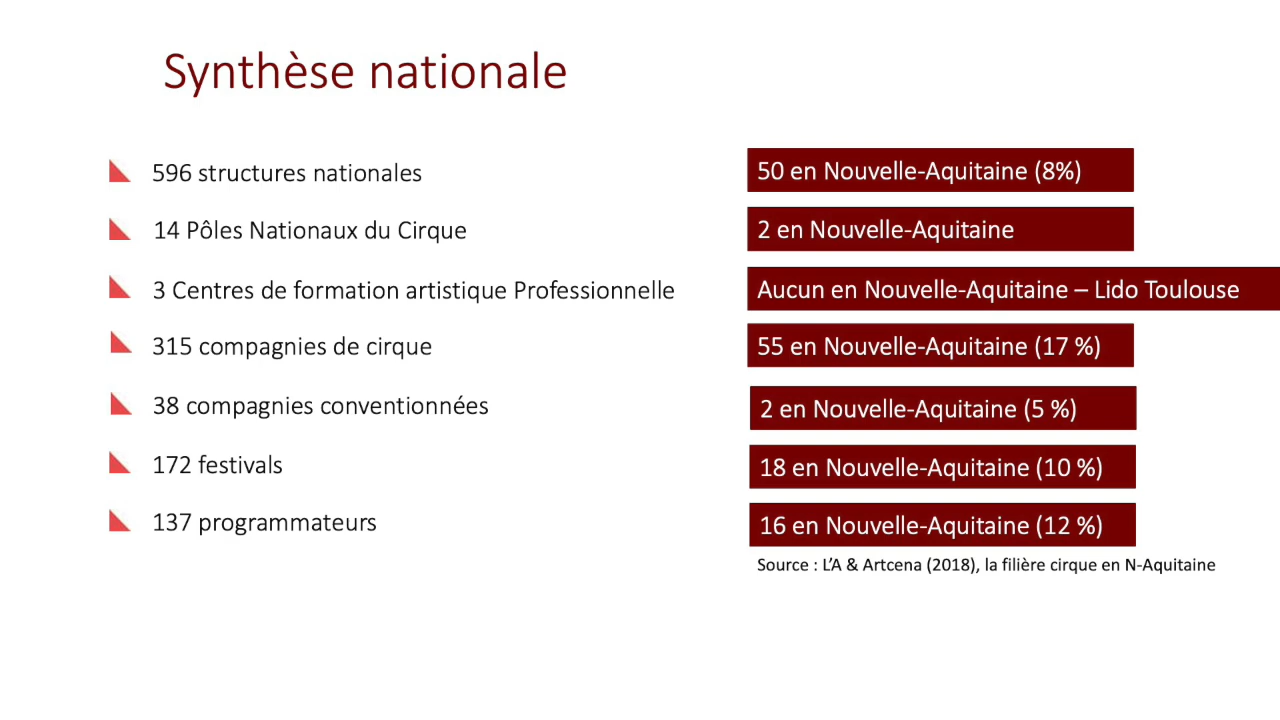 Synthèse nationale
596 structures nationales
50 en Nouvelle-Aquitaine (8%)
14 Pôles Nationaux du Cirque
2 en Nouvelle-Aquitaine
3 Centres de formation artistique Professionnelle
Aucun en Nouvelle-Aquitaine – Lido Toulouse
315 compagnies de cirque
55 en Nouvelle-Aquitaine (17 %)
38 compagnies conventionnées
2 en Nouvelle-Aquitaine (5 %)
172 festivals
18 en Nouvelle-Aquitaine (10 %)
137 programmateurs
16 en Nouvelle-Aquitaine (12 %)
Source : L’A & Artcena (2018), la filière cirque en N-Aquitaine